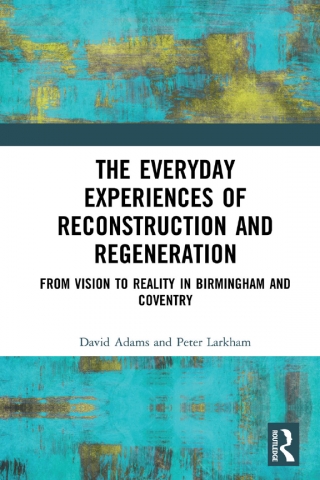 THE EVERYDAY
EXPERIENCES OF
RECONSTRUCTION AND
REGENERATION
FROM VISION TO REALITY IN BIRMINGHAM AND
COVENTRY
David Adams and Peter Larkham
ROUTLEDGE